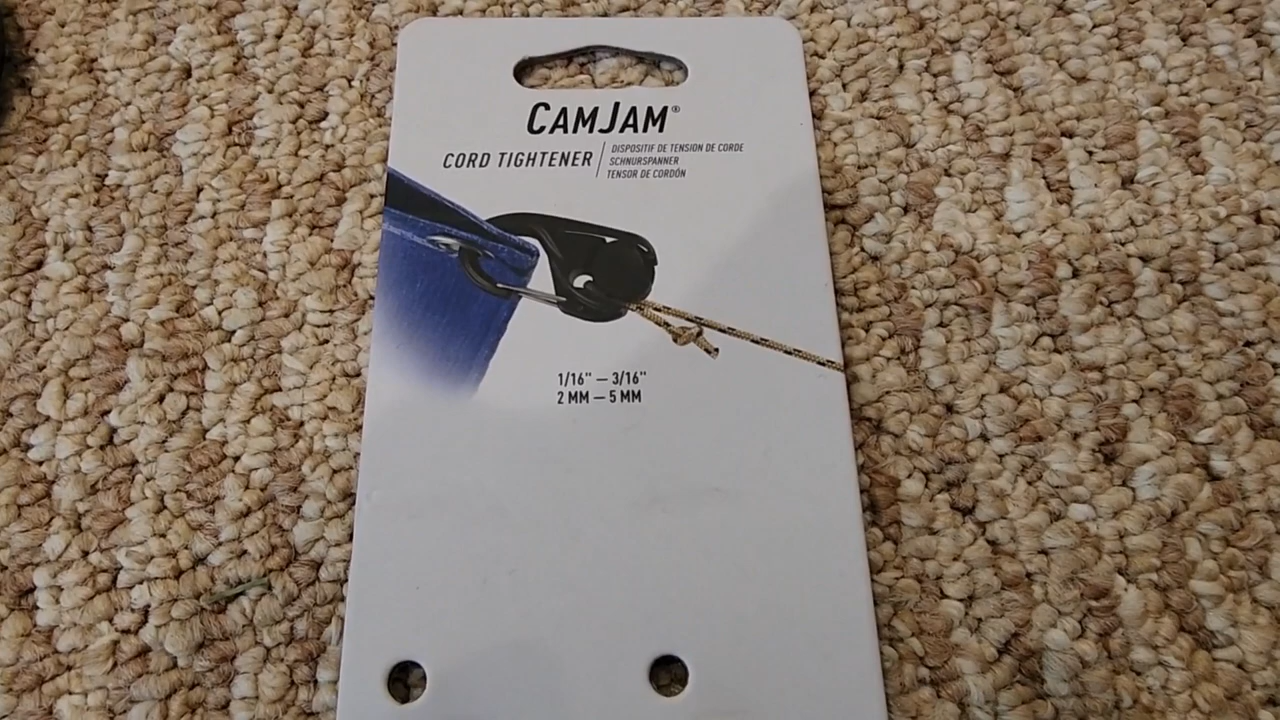 CAMJAM®
CORD TIGHTENER
DISPOSITIF DE TENSION DE CORDE
SCHNURSPANNER
TENSOR DE CORDÓN
1/16" — 3/16"
2 MM — 5 MM